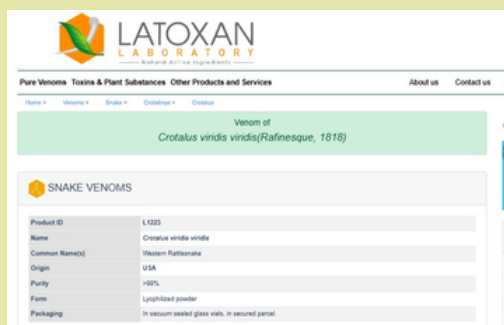 LATOXAN
LABORATORY
Natural Active Ingredients
Pure Venoms Toxins & Plant Substances Other Products and Services About us Contact us
Home Venoms Snake Crotalinae Crotalus
Venom of
Crotalus viridis viridis(Rafinesque, 1818)
SNAKE VENOMS
Product ID L1223
Name Crotalus viridis viridis
Common Name(s) Western Rattlesnake
Origin USA
Purity >99%
Form Lyophilized powder
Packaging In vacuum sealed glass vials, in secured parcel.